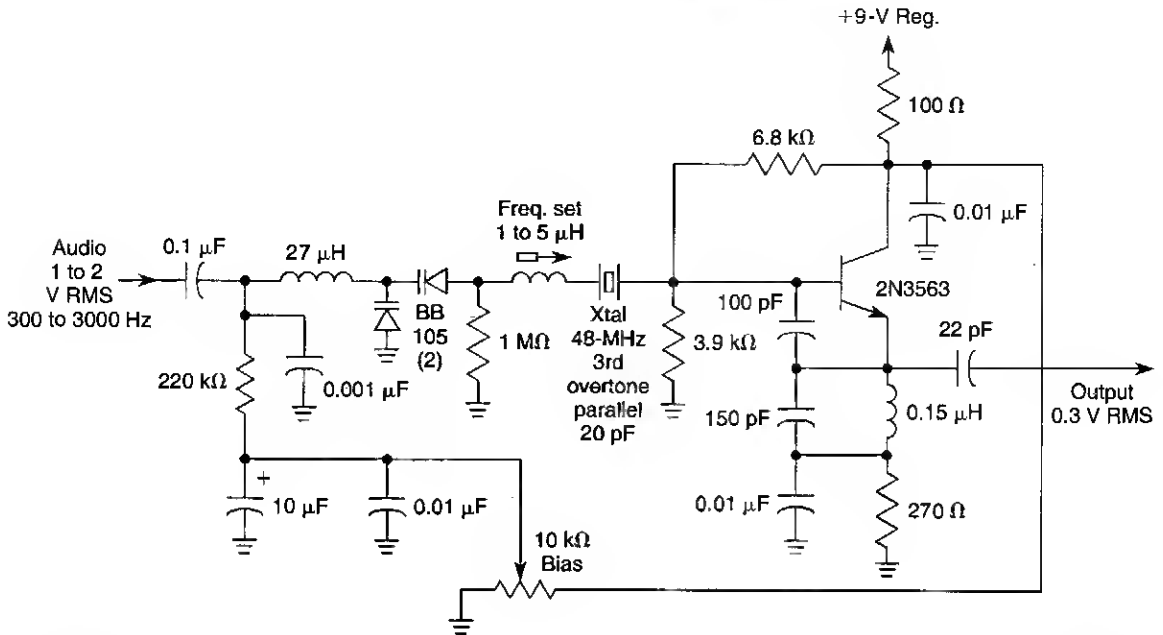 +9-V Reg.
100 Ω
6.8 kΩ
0.01 μF
Freq. set
1 to 5 μH
Audio
1 to 2
V RMS
300 to 3000 Hz
0.1 μF
27 μH
BB
105
(2)
1 MΩ
Xtal
48-MHz
3rd
overtone
parallel
20 pF
100 pF
3.9 kΩ
2N3563
22 pF
220 kΩ
0.001 μF
150 pF
0.15 μH
Output
0.3 V RMS
+
10 μF
0.01 μF
0.01 μF
270 Ω
10 kΩ
Bias